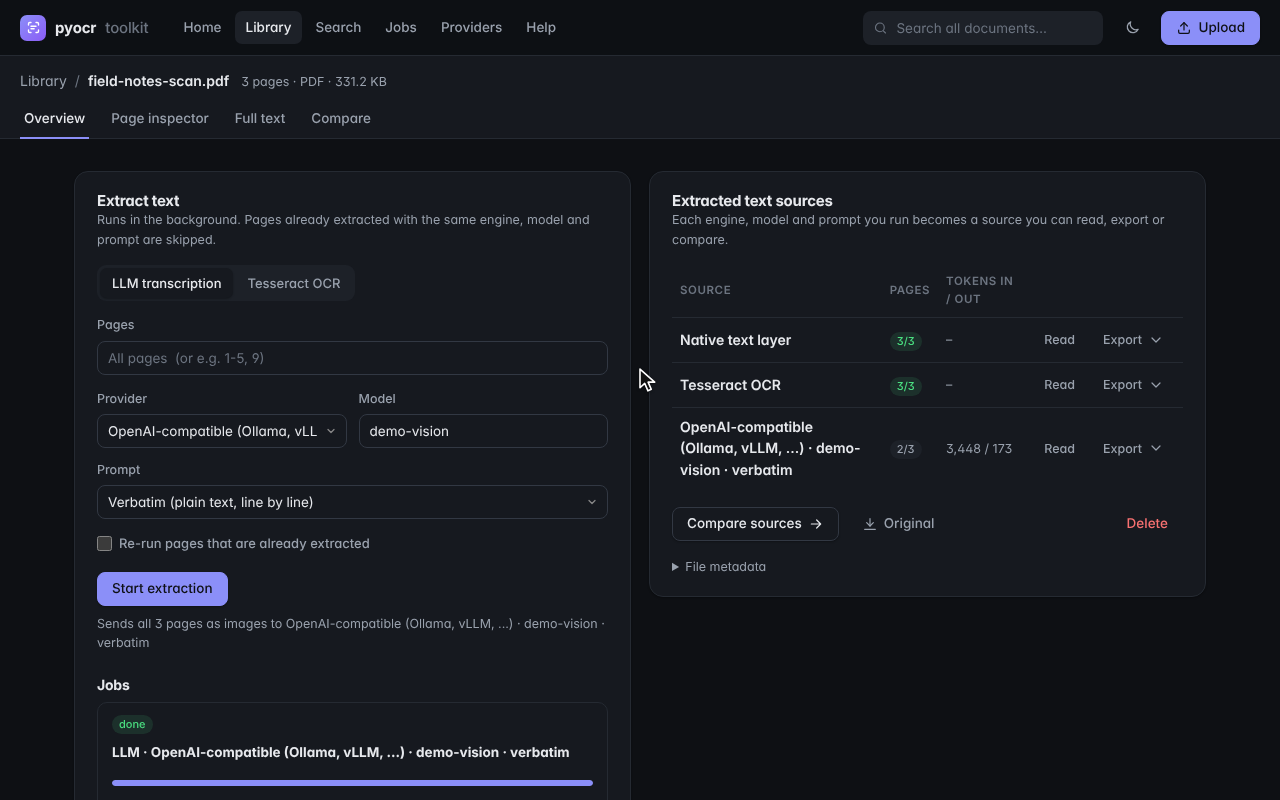 pyocr toolkit Home Library Search Jobs Providers Help Search all documents... Upload
Library / field-notes-scan.pdf 3 pages · PDF · 331.2 KB
Overview Page inspector Full text Compare
Extract text
Runs in the background. Pages already extracted with the same engine, model and
prompt are skipped.
LLM transcription Tesseract OCR
Pages
All pages (or e.g. 1-5, 9)
Provider Model
OpenAI-compatible (Ollama, vLL demo-vision
Prompt
Verbatim (plain text, line by line)
Re-run pages that are already extracted
Start extraction
Sends all 3 pages as images to OpenAI-compatible (Ollama, vLLM, ...) · demo-vision ·
verbatim
Jobs
done
LLM · OpenAI-compatible (Ollama, vLLM, ...) · demo-vision · verbatim
Extracted text sources
Each engine, model and prompt you run becomes a source you can read, export or
compare.
SOURCE PAGES TOKENS IN
/ OUT
Native text layer 3/3 – Read Export
Tesseract OCR 3/3 – Read Export
OpenAI-compatible
(Ollama, vLLM, ...) · demo- 2/3 3,448 / 173 Read Export
vision · verbatim
Compare sources → Original Delete
File metadata